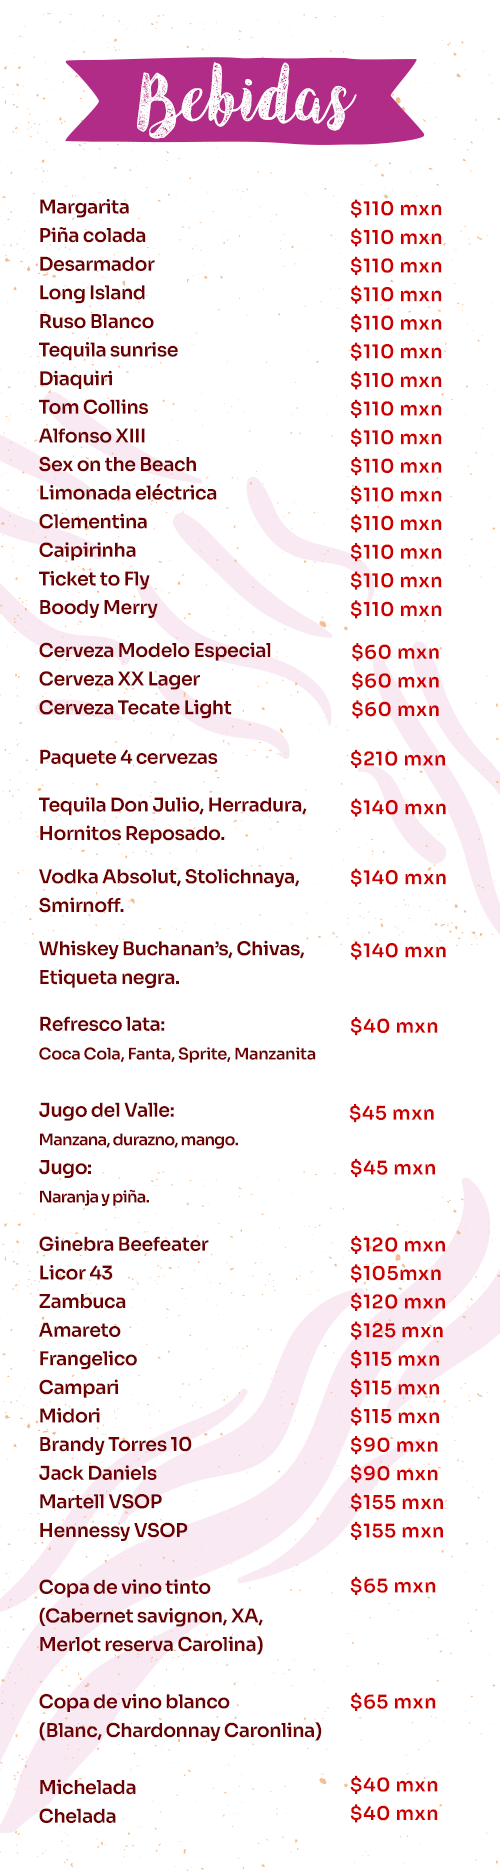 Bebidas
Margarita $110 mxn
Piña colada $110 mxn
Desarmador $110 mxn
Long Island $110 mxn
Ruso Blanco $110 mxn
Tequila sunrise $110 mxn
Diaquiri $110 mxn
Tom Collins $110 mxn
Alfonso XIII $110 mxn
Sex on the Beach $110 mxn
Limonada eléctrica $110 mxn
Clementina $110 mxn
Caipirinha $110 mxn
Ticket to Fly $110 mxn
Boody Merry $110 mxn
Cerveza Modelo Especial $60 mxn
Cerveza XX Lager $60 mxn
Cerveza Tecate Light $60 mxn
Paquete 4 cervezas $210 mxn
Tequila Don Julio, Herradura, $140 mxn
Hornitos Reposado.
Vodka Absolut, Stolichnaya, $140 mxn
Smirnoff.
Whiskey Buchanan's, Chivas, $140 mxn
Etiqueta negra.
Refresco lata: $40 mxn
Coca Cola, Fanta, Sprite, Manzanita
Jugo del Valle: $45 mxn
Manzana, durazno, mango.
Jugo: $45 mxn
Naranja y piña.
Ginebra Beefeater $120 mxn
Licor 43 $105mxn
Zambuca $120 mxn
Amareto $125 mxn
Frangelico $115 mxn
Campari $115 mxn
Midori $115 mxn
Brandy Torres 10 $90 mxn
Jack Daniels $90 mxn
Martell VSOP $155 mxn
Hennessy VSOP $155 mxn
Copa de vino tinto $65 mxn
(Cabernet savignon, XA,
Merlot reserva Carolina)
Copa de vino blanco $65 mxn
(Blanc, Chardonnay Caronlina)
Michelada $40 mxn
Chelada $40 mxn